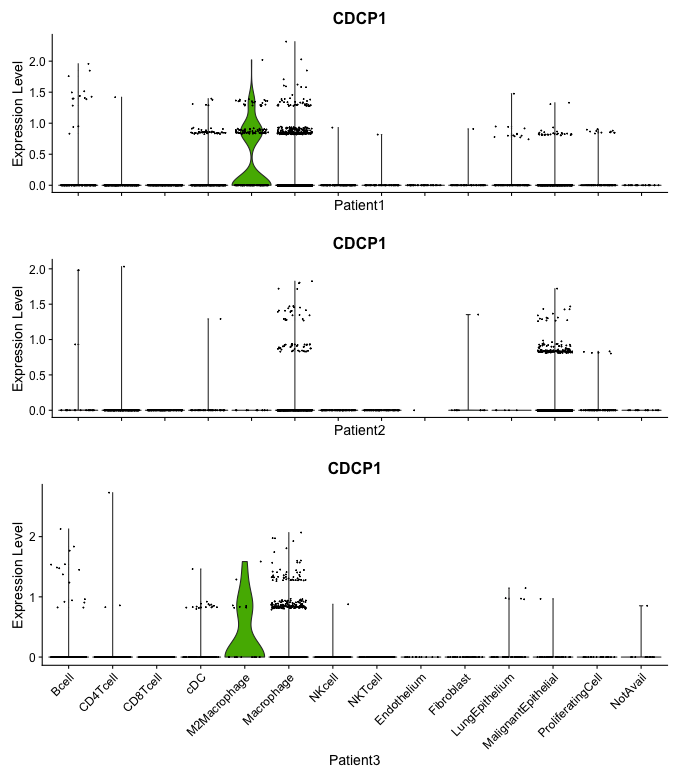 CDCP1
Expression Level
2.0
1.5
1.0
0.5
0.0
Patient1
CDCP1
Expression Level
2.0
1.5
1.0
0.5
0.0
Patient2
CDCP1
Expression Level
2
1
0
Bcell
CD4Tcell
CD8Tcell
cDC
M2Macrophage
Macrophage
NKcell
NKTcell
Endothelium
Fibroblast
LungEpithelium
MalignantEpithelial
ProliferatingCell
NotAvail
Patient3